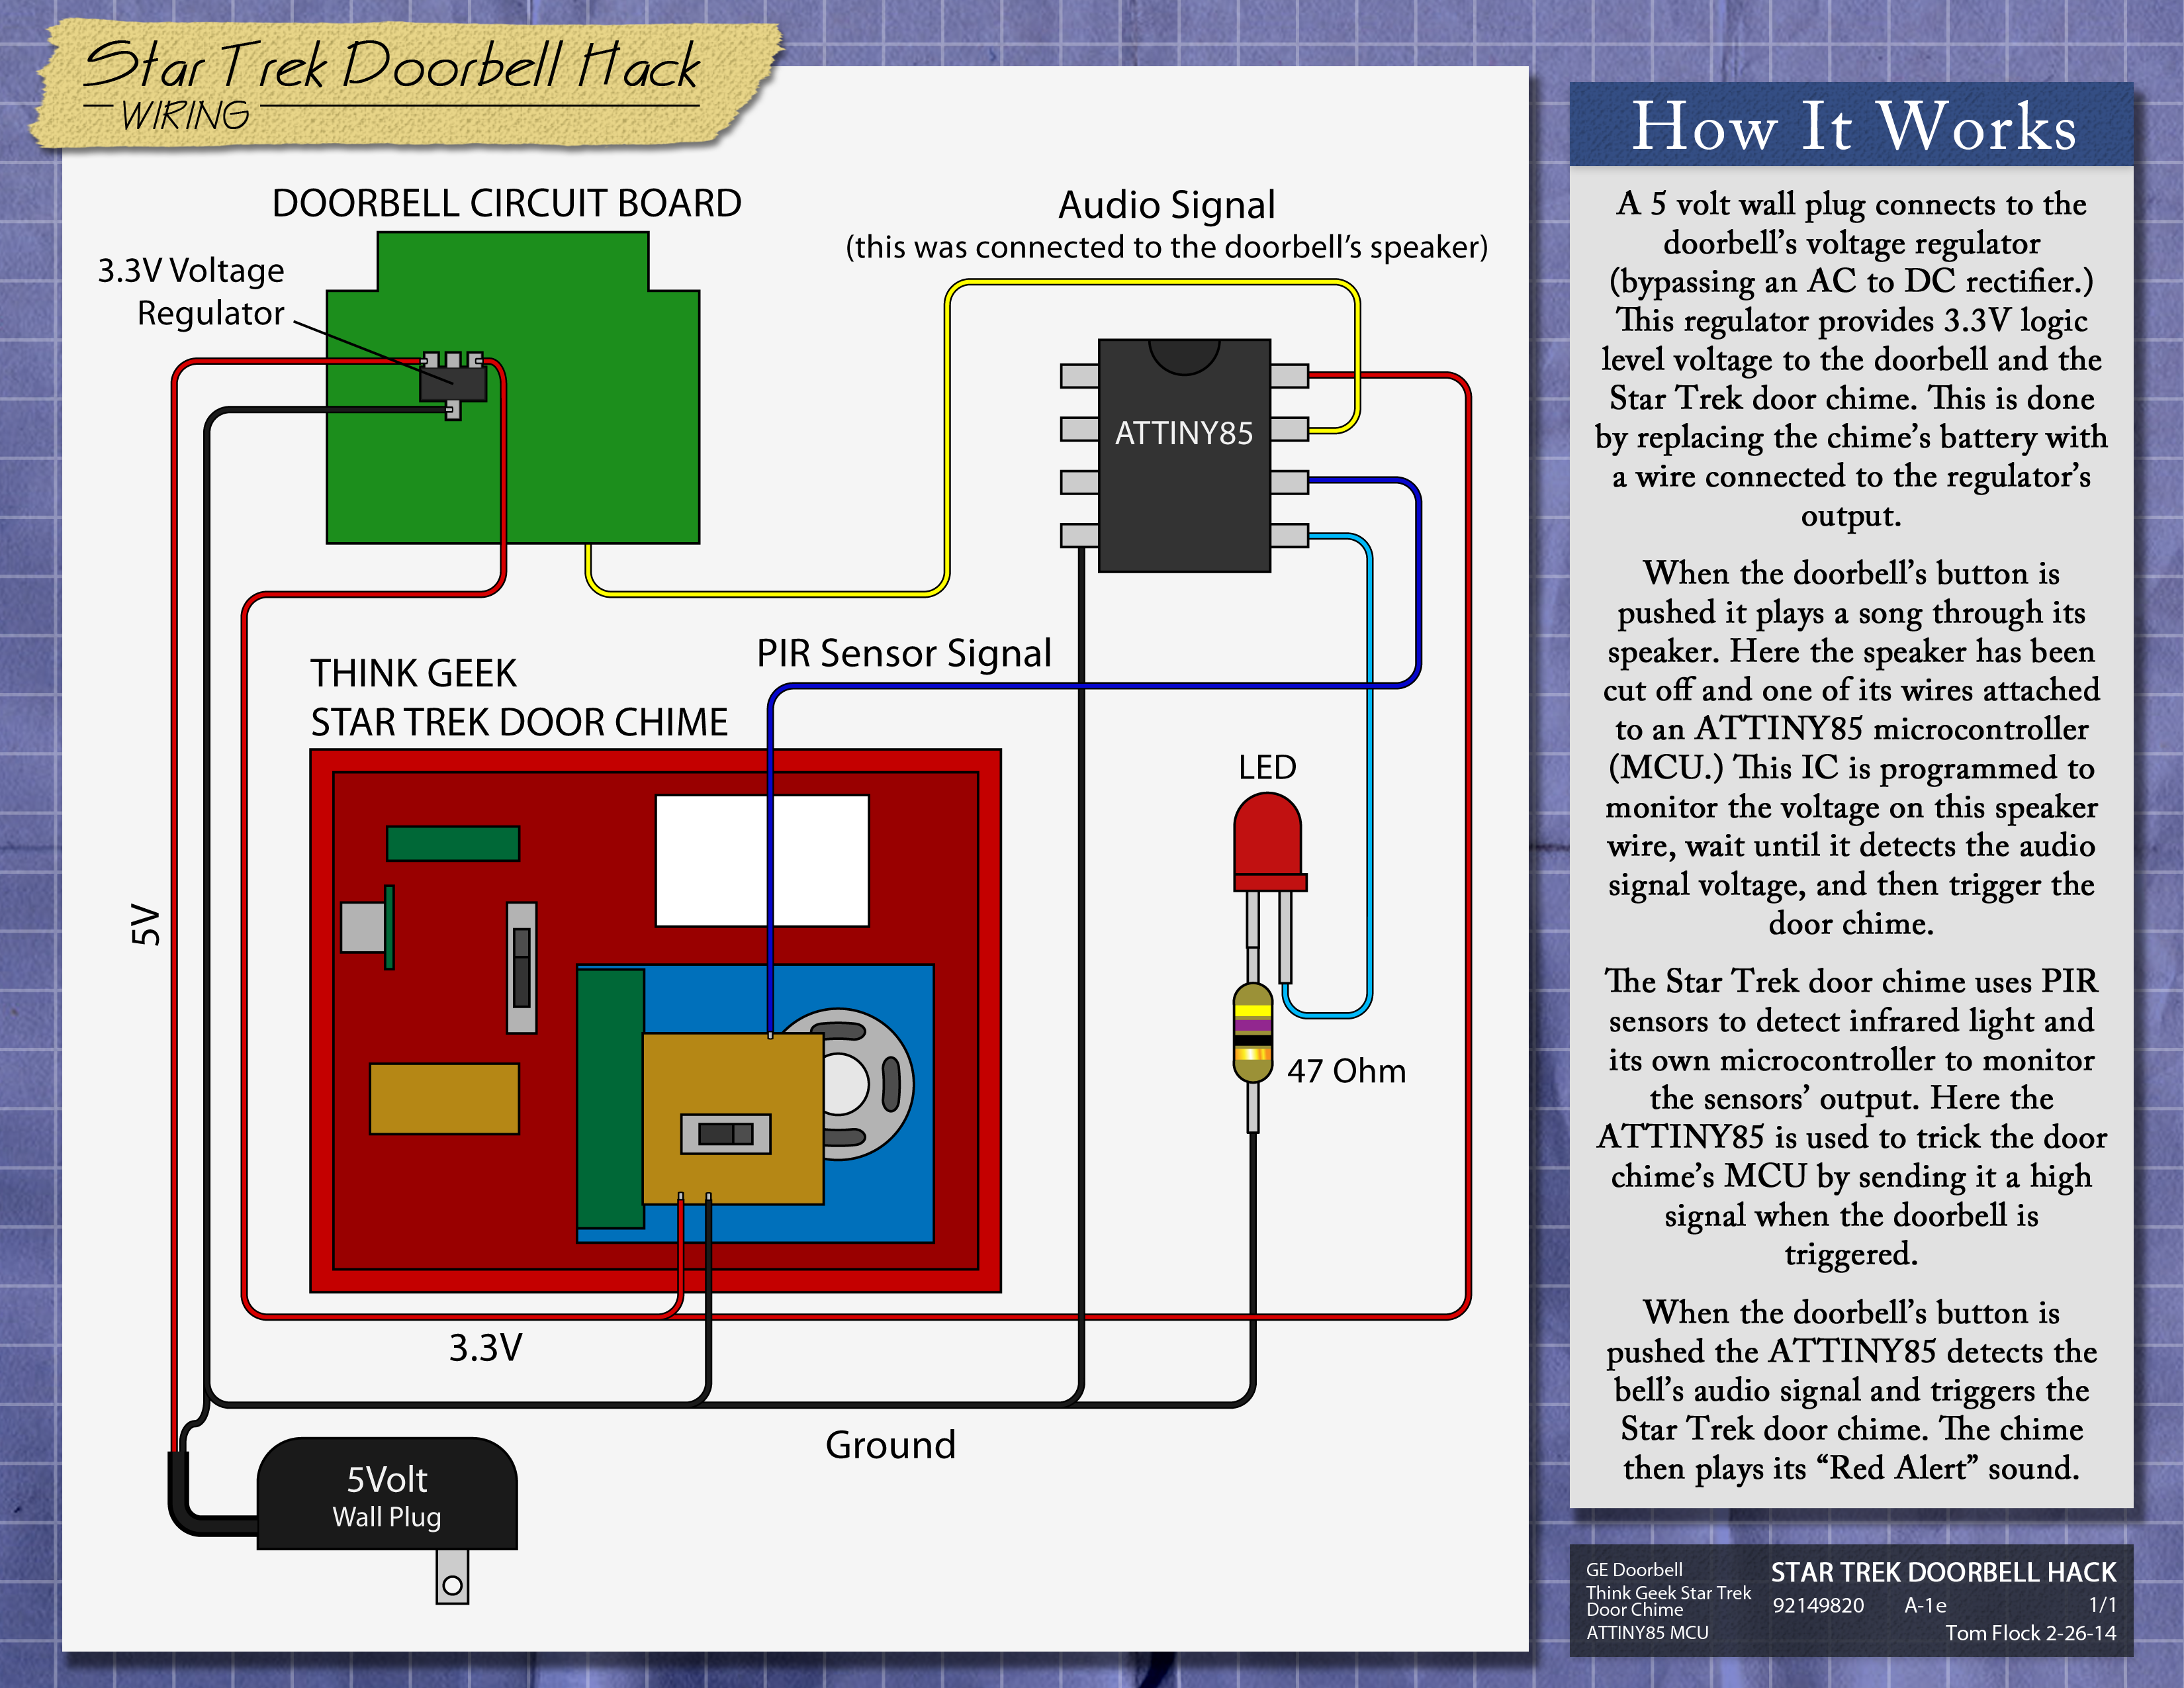 Star Trek Doorbell Hack
WIRING
DOORBELL CIRCUIT BOARD
3.3V Voltage
Regulator
Audio Signal
(this was connected to the doorbell's speaker)
ATTINY85
PIR Sensor Signal
THINK GEEK
STAR TREK DOOR CHIME
LED
47 Ohm
5V
3.3V
Ground
5Volt
Wall Plug
How It Works
A 5 volt wall plug connects to the
doorbell's voltage regulator
(bypassing an AC to DC rectifier.)
This regulator provides 3.3V logic
level voltage to the doorbell and the
Star Trek door chime. This is done
by replacing the chime's battery with
a wire connected to the regulator's
output.
When the doorbell's button is
pushed it plays a song through its
speaker. Here the speaker has been
cut off and one of its wires attached
to an ATTINY85 microcontroller
(MCU.) This IC is programmed to
monitor the voltage on this speaker
wire, wait until it detects the audio
signal voltage, and then trigger the
door chime.
The Star Trek door chime uses PIR
sensors to detect infrared light and
its own microcontroller to monitor
the sensors' output. Here the
ATTINY85 is used to trick the door
chime's MCU by sending it a high
signal when the doorbell is
triggered.
When the doorbell's button is
pushed the ATTINY85 detects the
bell's audio signal and triggers the
Star Trek door chime. The chime
then plays its “Red Alert” sound.
GE Doorbell
Think Geek Star Trek
Door Chime
ATTINY85 MCU
STAR TREK DOORBELL HACK
92149820 A-1e 1/1
Tom Flock 2-26-14